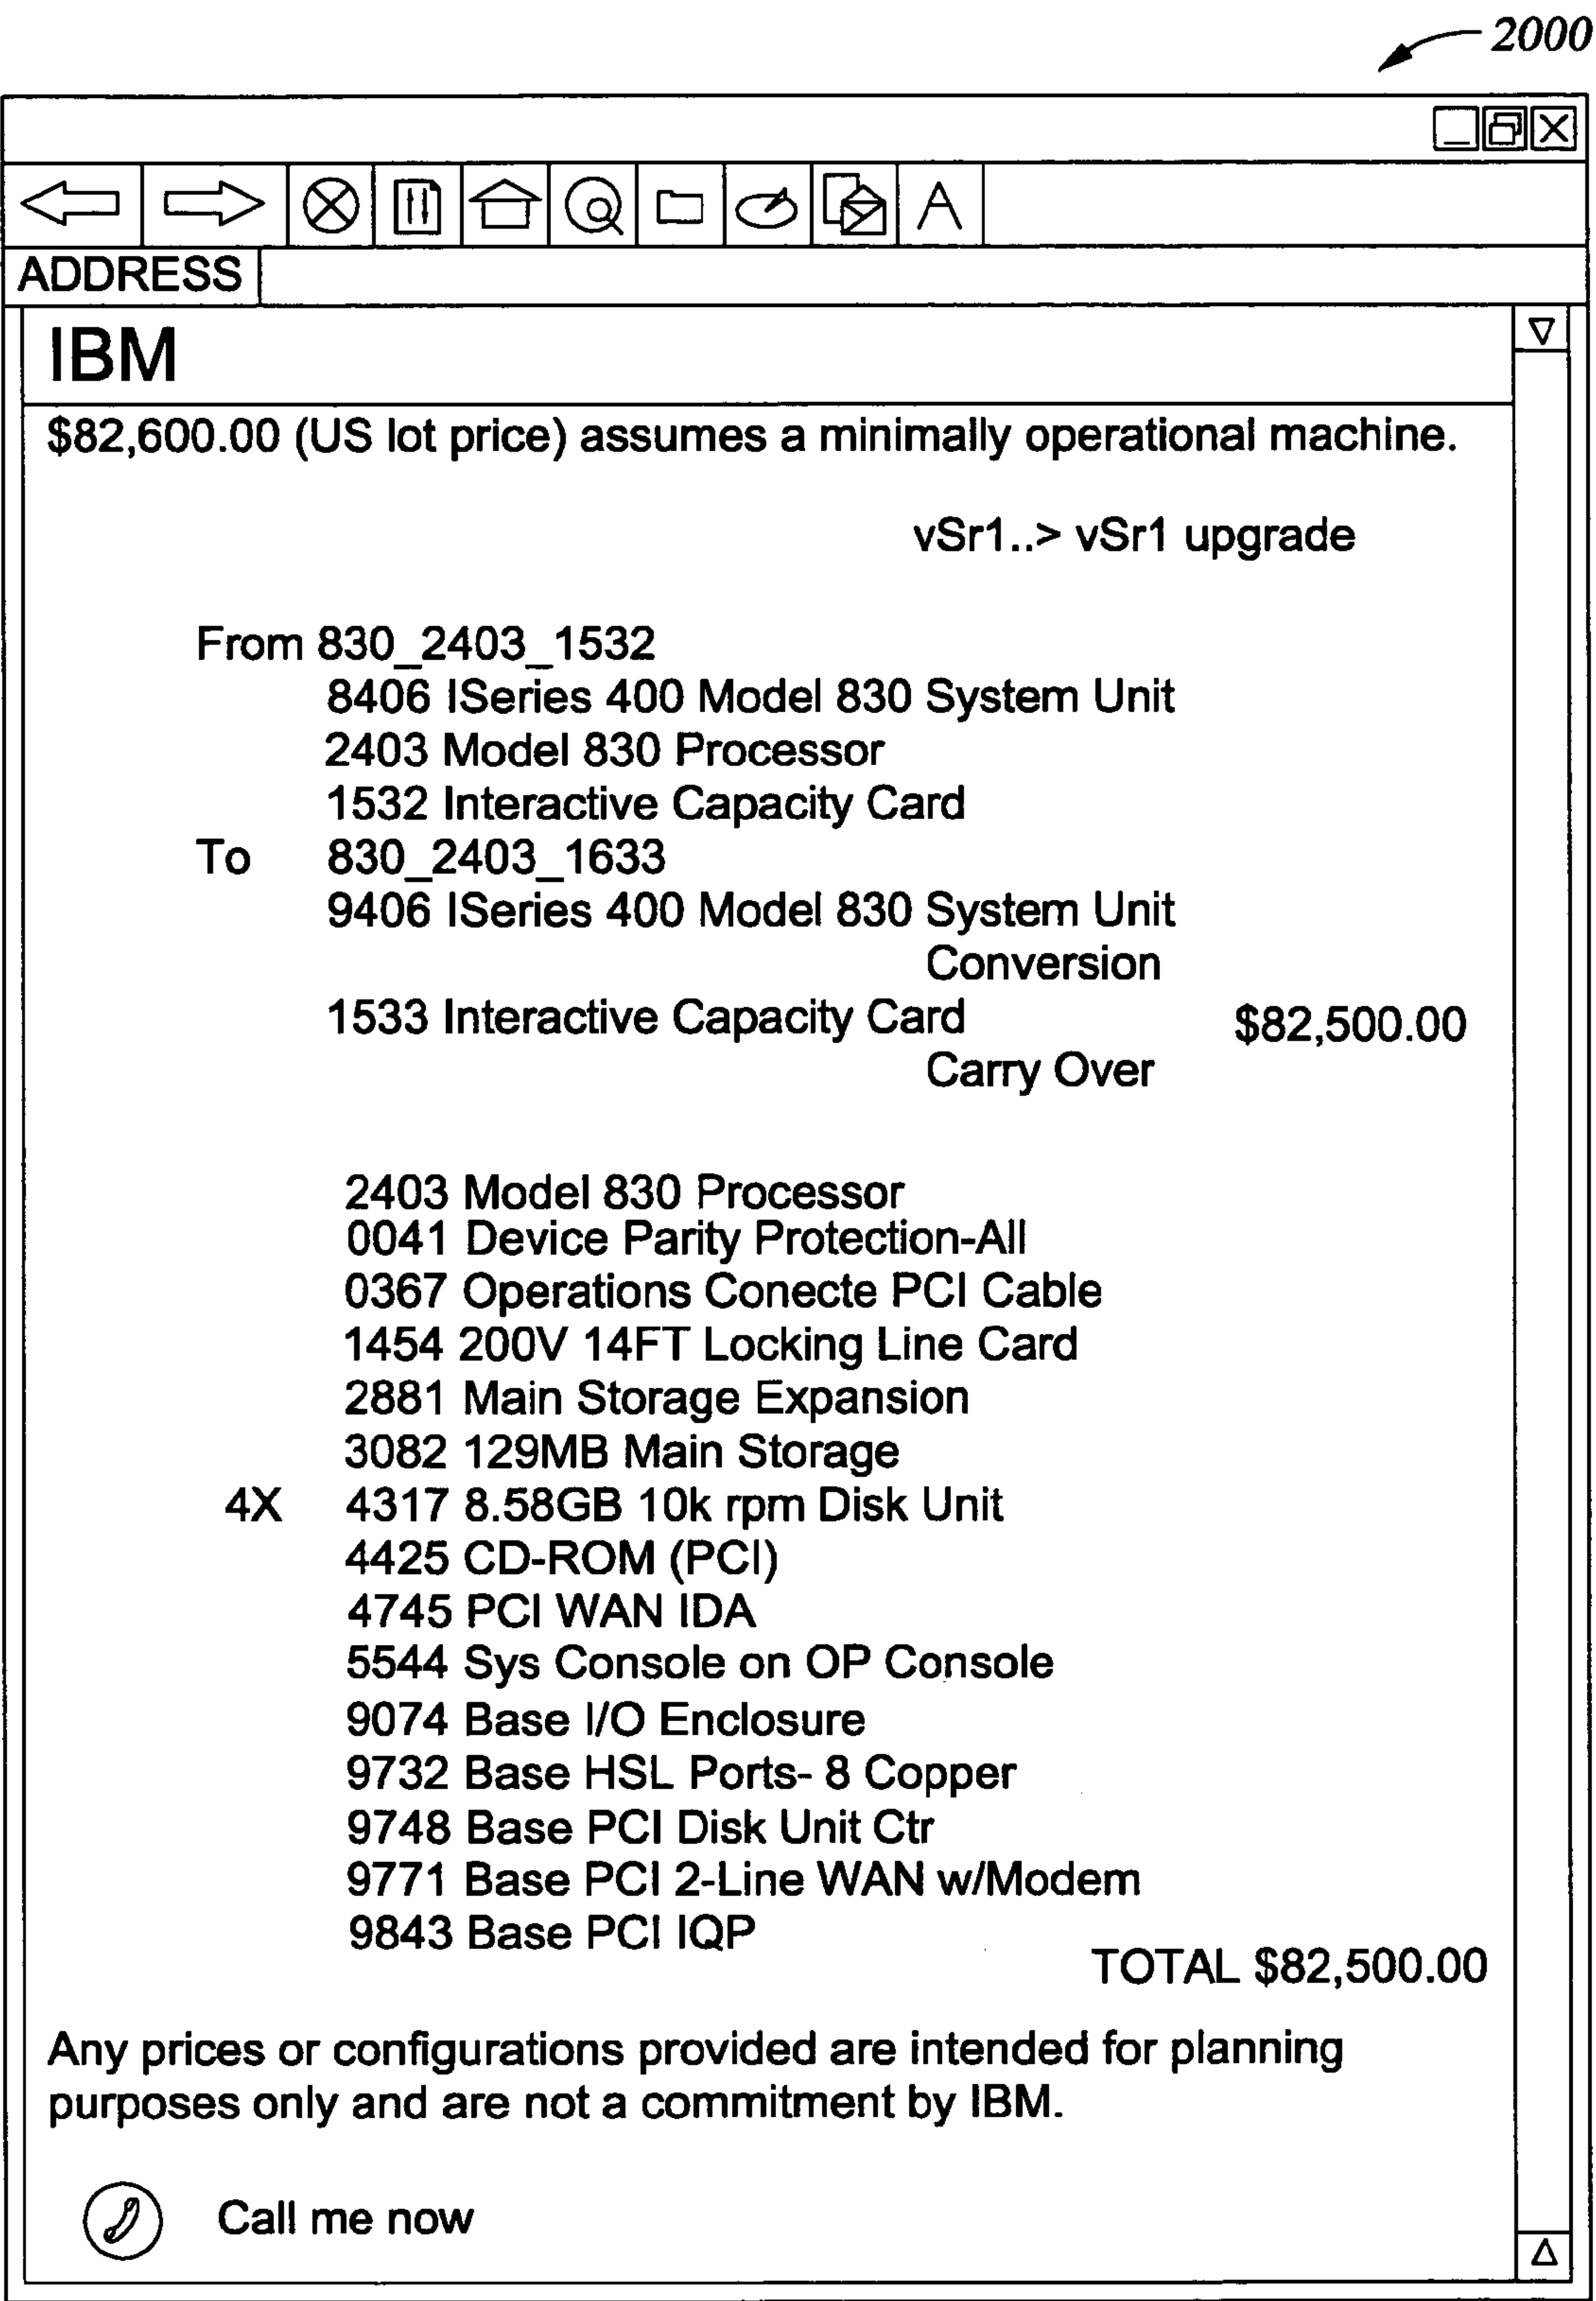 2000
ADDRESS
IBM
$82,600.00 (US lot price) assumes a minimally operational machine.
vSr1..> vSr1 upgrade
From 830_2403_1532
8406 ISeries 400 Model 830 System Unit
2403 Model 830 Processor
1532 Interactive Capacity Card
To 830_2403_1633
9406 ISeries 400 Model 830 System Unit
Conversion
1533 Interactive Capacity Card $82,500.00
Carry Over
2403 Model 830 Processor
0041 Device Parity Protection-All
0367 Operations Conecte PCI Cable
1454 200V 14FT Locking Line Card
2881 Main Storage Expansion
3082 129MB Main Storage
4X 4317 8.58GB 10k rpm Disk Unit
4425 CD-ROM (PCI)
4745 PCI WAN IDA
5544 Sys Console on OP Console
9074 Base I/O Enclosure
9732 Base HSL Ports- 8 Copper
9748 Base PCI Disk Unit Ctr
9771 Base PCI 2-Line WAN w/Modem
9843 Base PCI IQP
TOTAL $82,500.00
Any prices or configurations provided are intended for planning
purposes only and are not a commitment by IBM.
Call me now